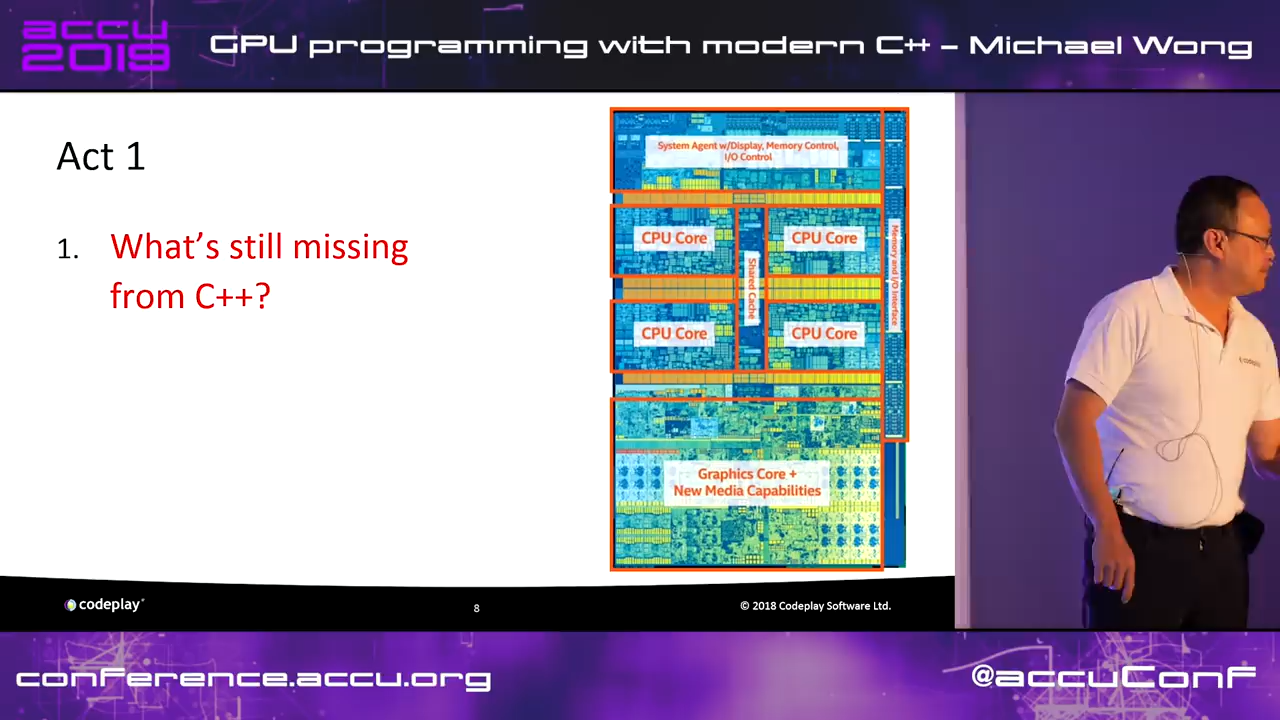 accu
2019
GPU programming with modern C++ – Michael Wong
Act 1
1. What's still missing
from C++?
System Agent w/Display, Memory Control,
I/O Control
CPU Core
CPU Core
Shared Cache
Memory and I/O Interface
CPU Core
CPU Core
Graphics Core +
New Media Capabilities
codeplay
8
© 2018 Codeplay Software Ltd.
codeplay
conference.accu.org
@accuConf